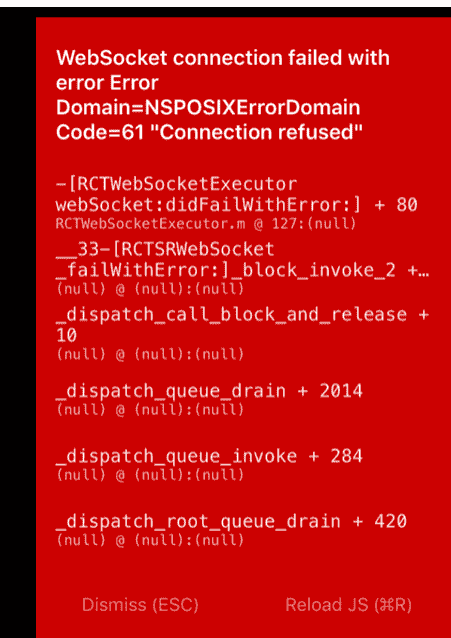 WebSocket connection failed with
error Error
Domain=NSPOSIXErrorDomain
Code=61 "Connection refused"
-[RCTWebSocketExecutor
webSocket:didFailWithError:] + 80
RCTWebSocketExecutor.m @ 127:(null)
__33-[RCTSRWebSocket
_failWithError:]_block_invoke_2 +…
(null) @ (null):(null)
_dispatch_call_block_and_release +
10
(null) @ (null):(null)
_dispatch_queue_drain + 2014
(null) @ (null):(null)
_dispatch_queue_invoke + 284
(null) @ (null):(null)
_dispatch_root_queue_drain + 420
(null) @ (null):(null)
Dismiss (ESC) Reload JS (⌘R)